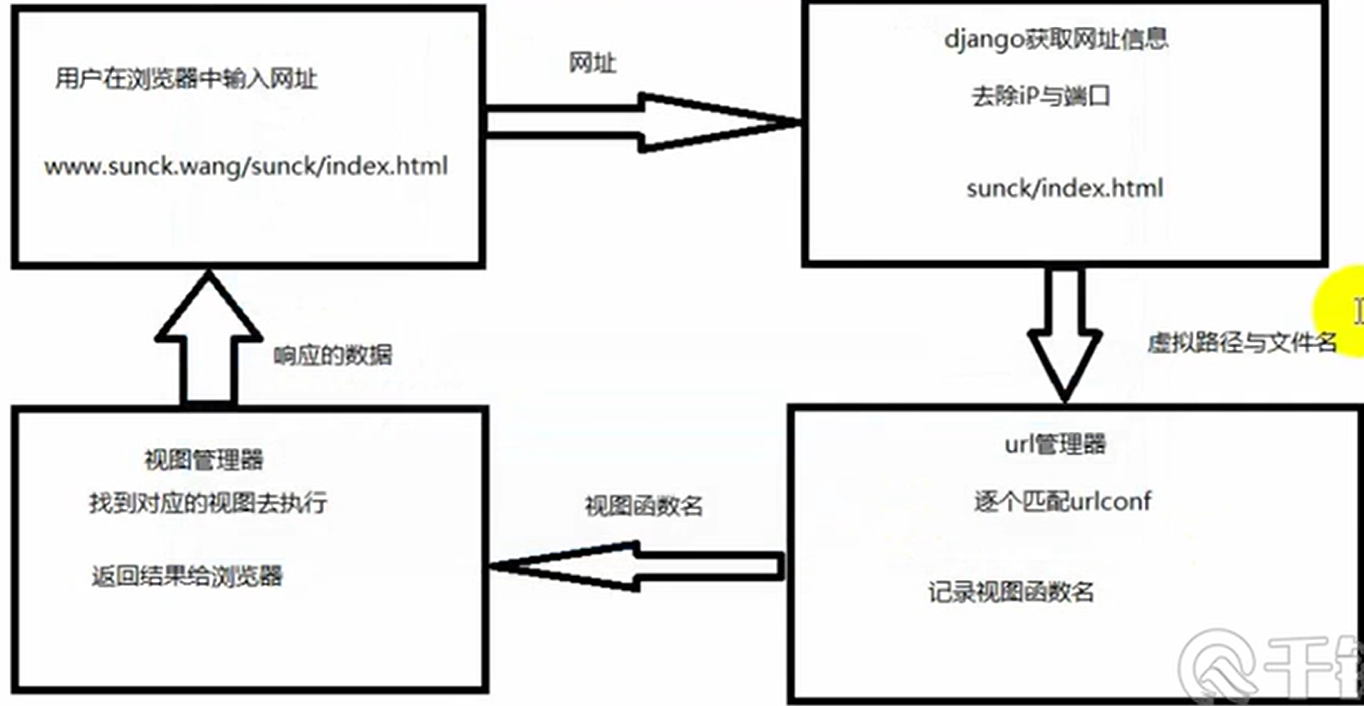 用户在浏览器中输入网址
www.sunck.wang/sunck/index.html
网址
django获取网址信息
去除iP与端口
sunck/index.html
虚拟路径与文件名
url管理器
逐个匹配urlconf
记录视图函数名
视图函数名
视图管理器
找到对应的视图去执行
返回结果给浏览器
响应的数据
千